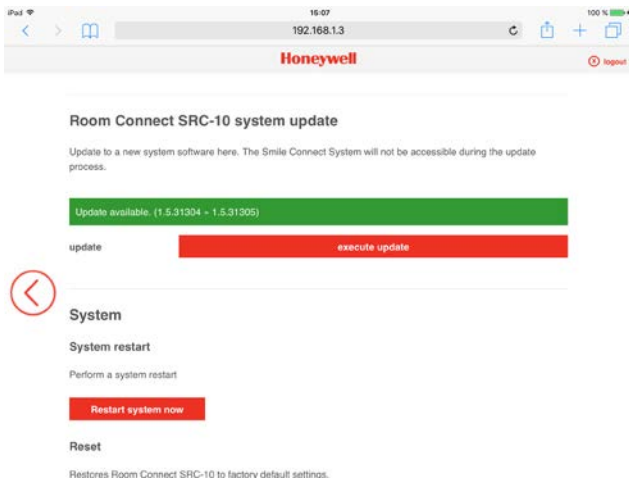 iPad 15:07 100 %
192.168.1.3
Honeywell
logout
Room Connect SRC-10 system update
Update to a new system software here. The Smile Connect System will not be accessible during the update
process.
Update available. (1.5.31304 » 1.5.31305)
update execute update
System
System restart
Perform a system restart
Restart system now
Reset
Restores Room Connect SRC-10 to factory default settings.